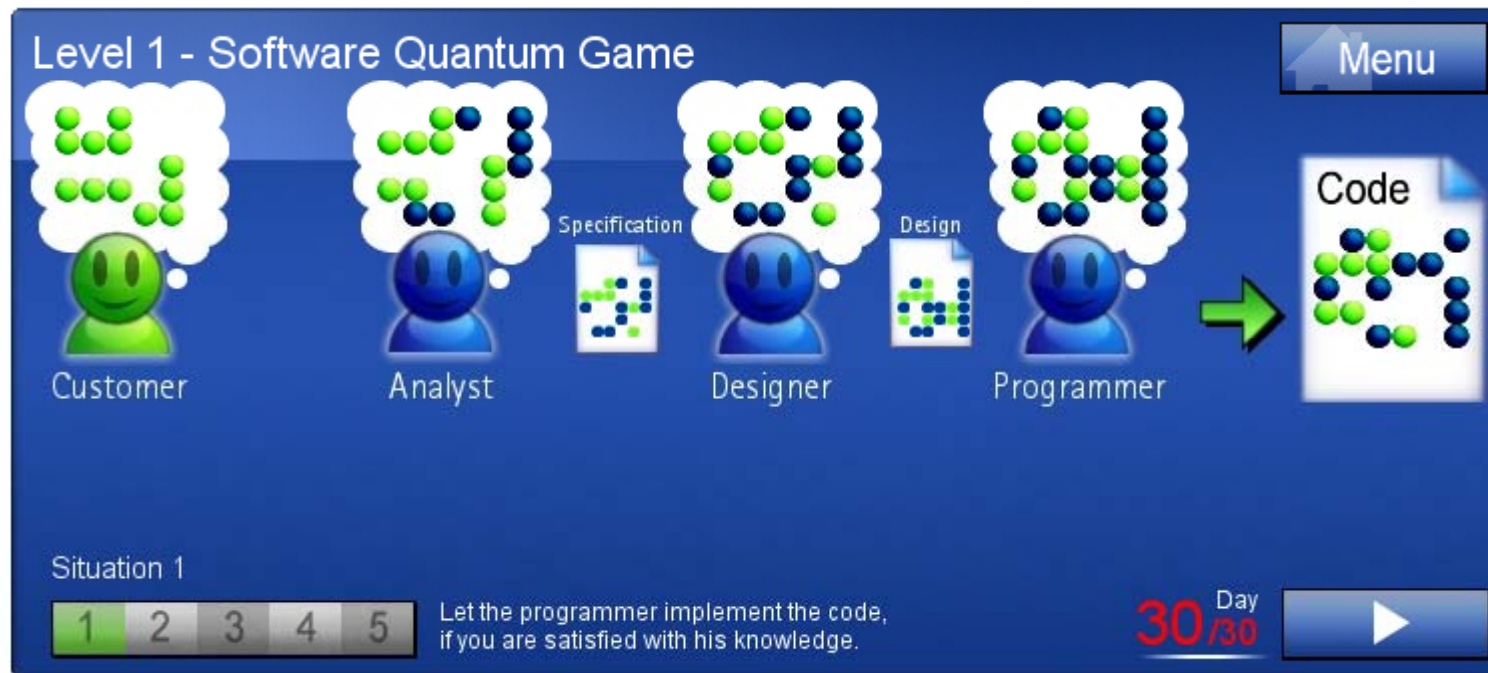 Level 1 - Software Quantum Game
Menu
Specification
Design
Code
Customer
Analyst
Designer
Programmer
Situation 1
1 2 3 4 5
Let the programmer implement the code,
if you are satisfied with his knowledge.
Day
30/30